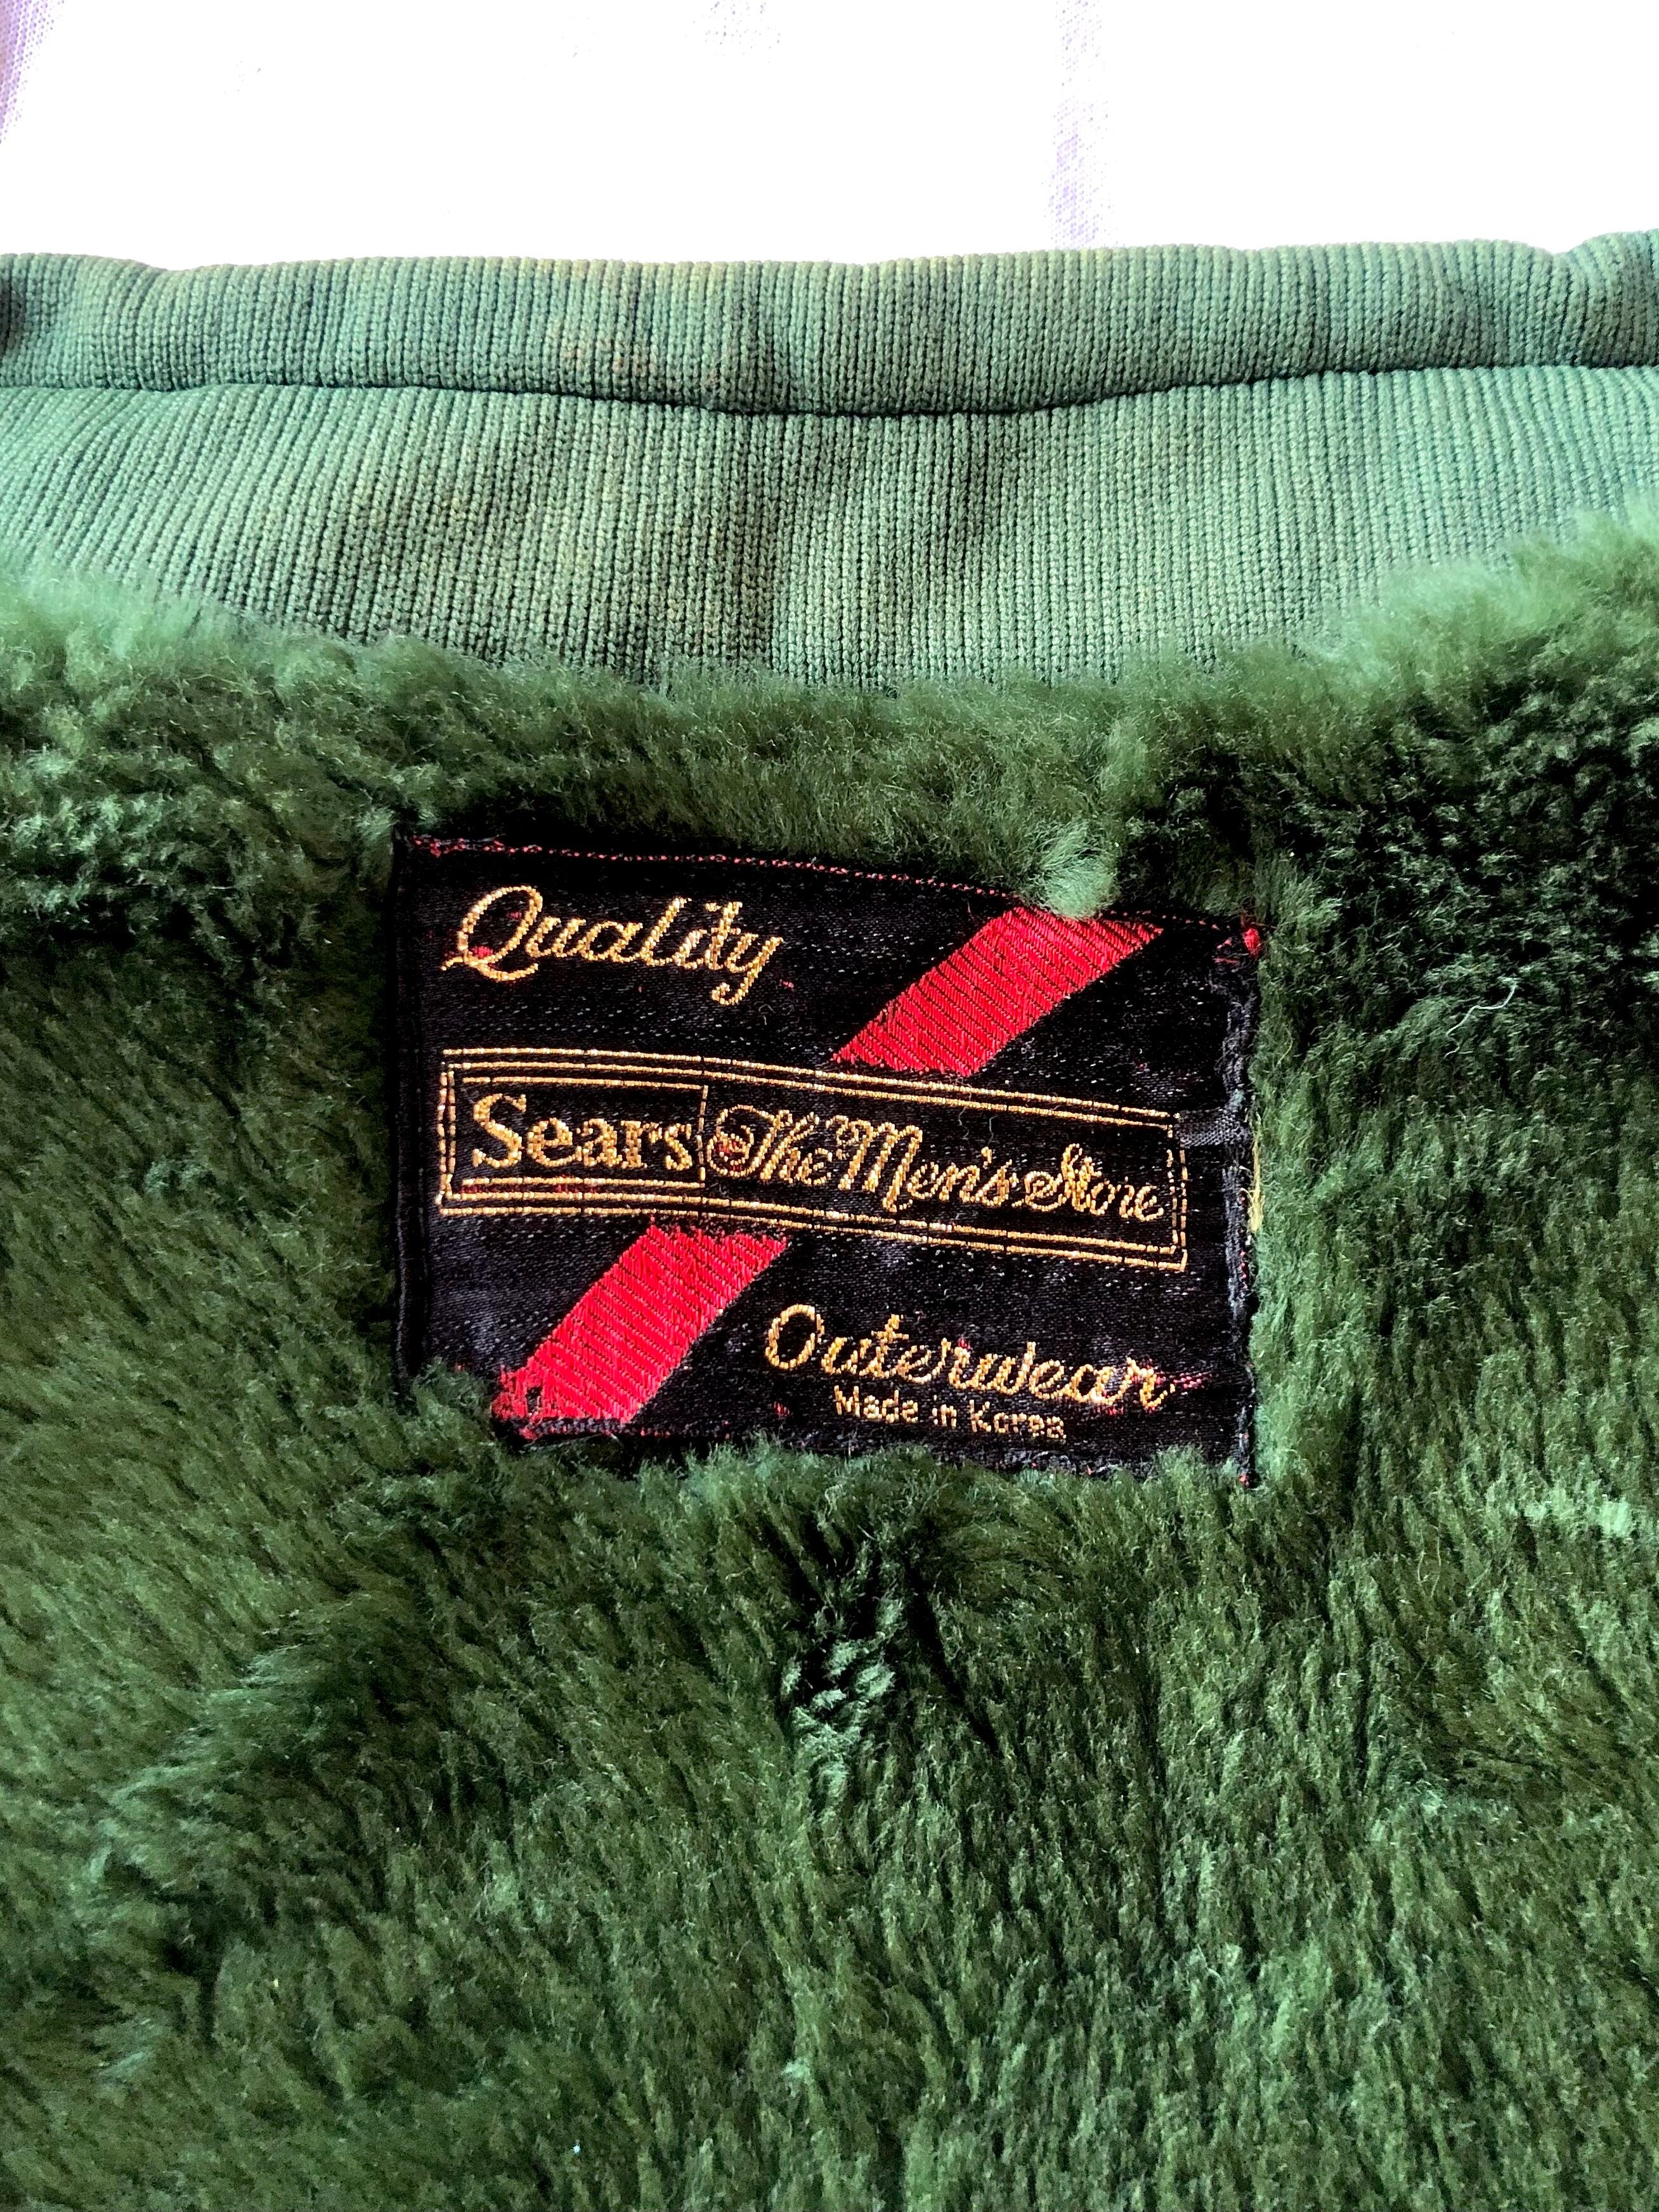 Quality
Sears The Men's Store
Outerwear
Made in Korea